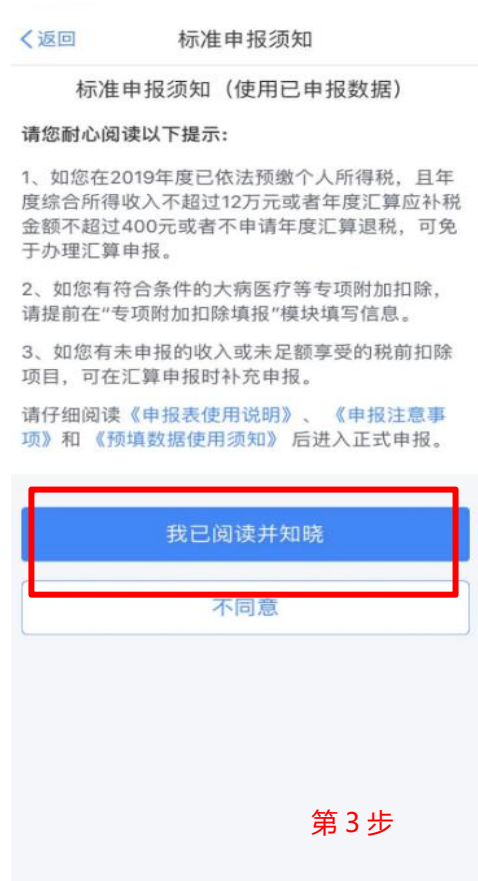 返回 标准申报须知
标准申报须知（使用已申报数据）
请您耐心阅读以下提示:
1、如您在2019年度已依法预缴个人所得税，且年
度综合所得收入不超过12万元或者年度汇算应补税
金额不超过400元或者不申请年度汇算退税，可免
于办理汇算申报。
2、如您有符合条件的大病医疗等专项附加扣除，
请提前在“专项附加扣除填报”模块填写信息。
3、如您有未申报的收入或未足额享受的税前扣除
项目，可在汇算申报时补充申报。
请仔细阅读《申报表使用说明》、《申报注意事
项》和《预填数据使用须知》后进入正式申报。
我已阅读并知晓
不同意
第3步